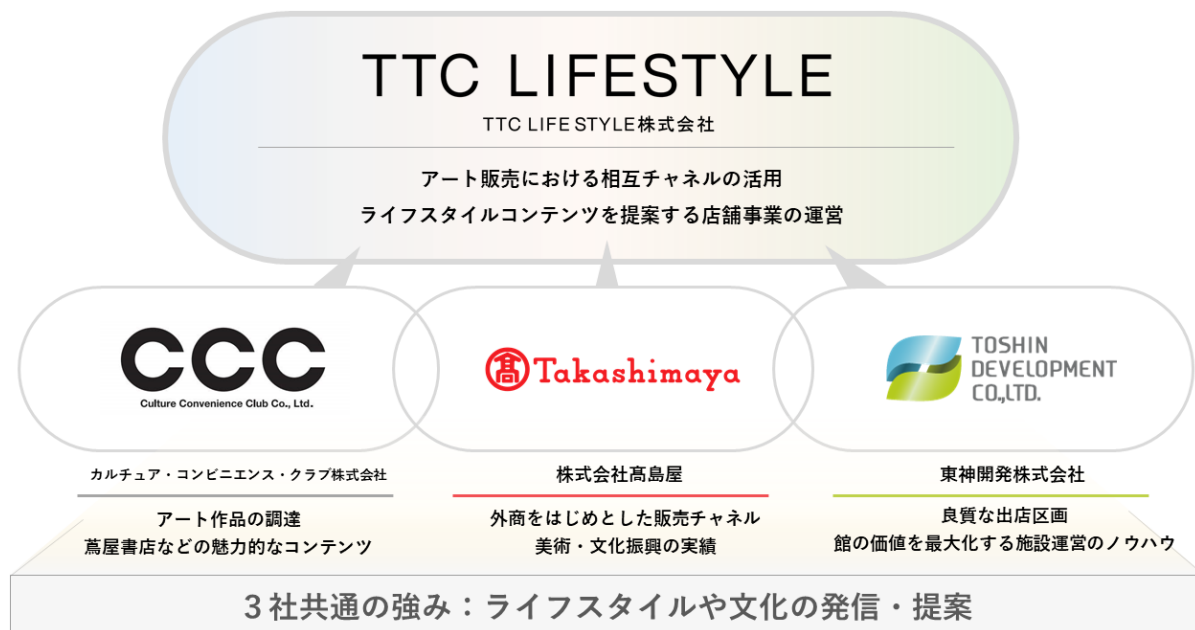 TTC LIFESTYLE
TTC LIFE STYLE株式会社
アート販売における相互チャネルの活用
ライフスタイルコンテンツを提案する店舗事業の運営
CCC
Culture Convenience Club Co., Ltd.
カルチュア・コンビニエンス・クラブ株式会社
アート作品の調達
蔦屋書店などの魅力的なコンテンツ
髙 Takashimaya
株式会社髙島屋
外商をはじめとした販売チャネル
美術・文化振興の実績
TOSHIN
DEVELOPMENT
CO.,LTD.
東神開発株式会社
良質な出店区画
館の価値を最大化する施設運営のノウハウ
3社共通の強み：ライフスタイルや文化の発信・提案